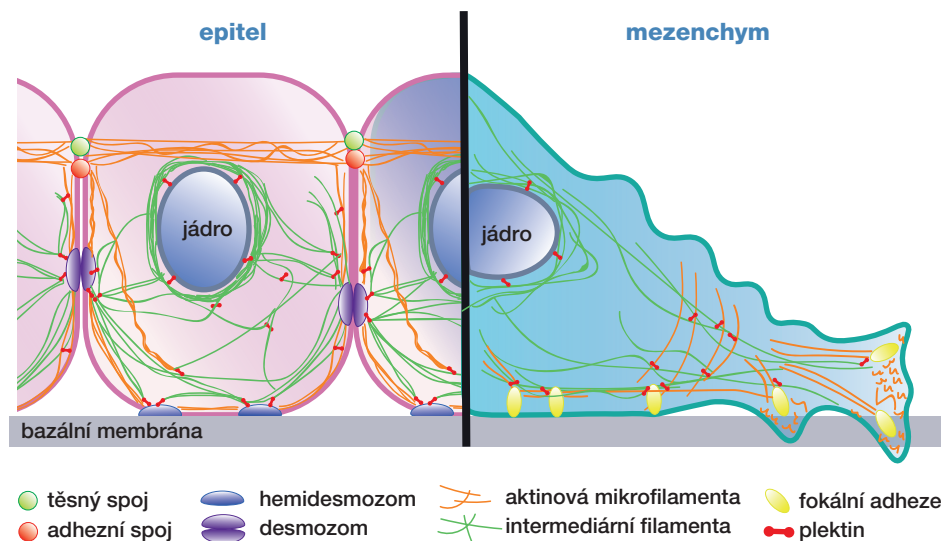 epitel
mezenchym
jádro
jádro
bazální membrána
těsný spoj
hemidesmozom
aktinová mikrofilamenta
fokální adheze
adhezní spoj
desmozom
intermediární filamenta
plektin